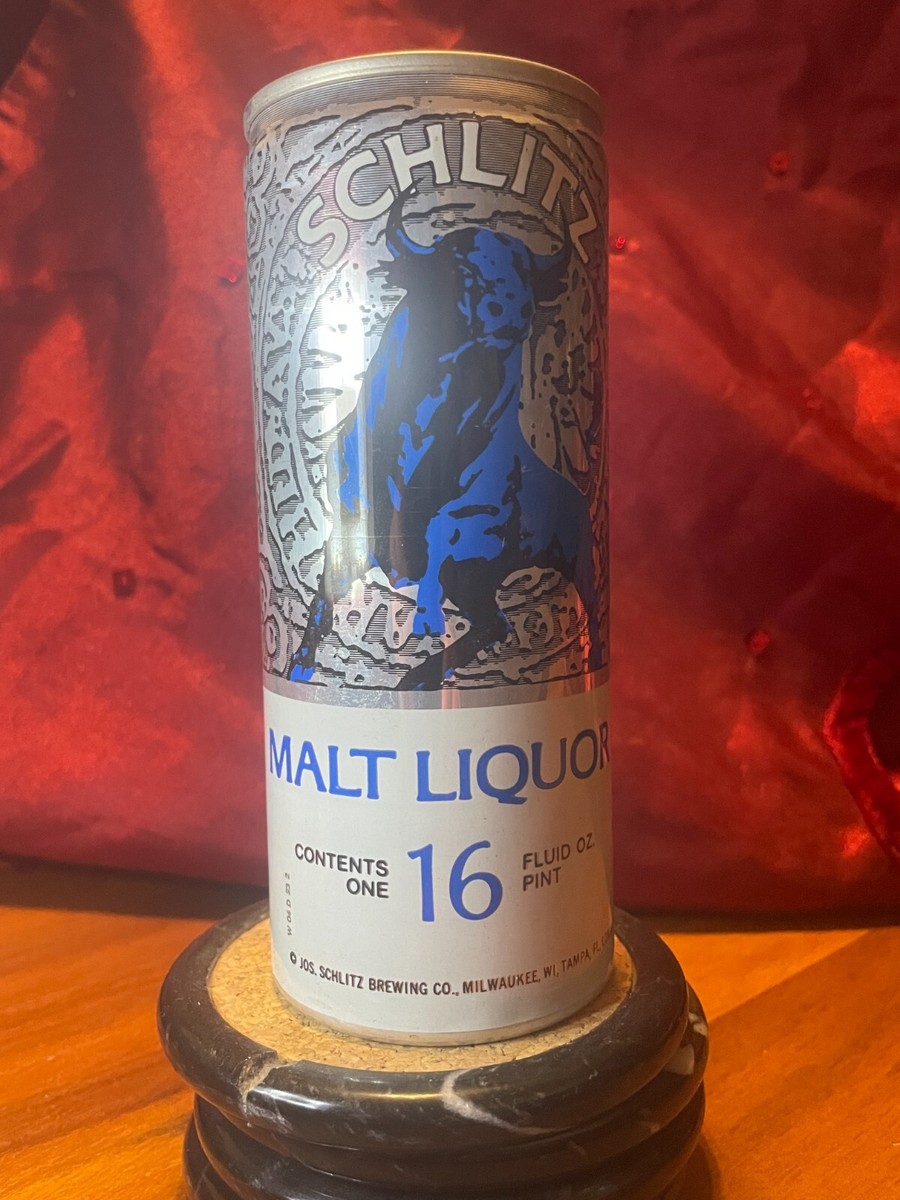 SCHLITZ
MALT LIQUOR
CONTENTS ONE 16 FLUID OZ. PINT
JOS. SCHLITZ BREWING CO., MILWAUKEE, WI, TAMPA, FL,